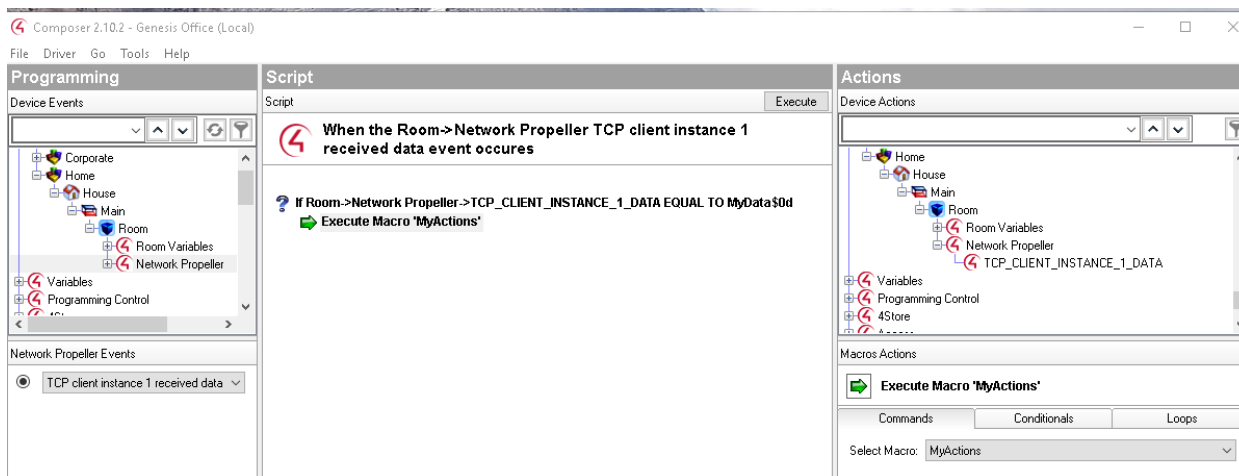 Composer 2.10.2 - Genesis Office (Local)
File Driver Go Tools Help
Programming
Device Events
Corporate
Home
House
Main
Room
Room Variables
Network Propeller
Variables
Programming Control
Network Propeller Events
TCP client instance 1 received data
Script
Script
Execute
When the Room->Network Propeller TCP client instance 1
received data event occures
If Room->Network Propeller->TCP_CLIENT_INSTANCE_1_DATA EQUAL TO MyData$0d
Execute Macro 'MyActions'
Actions
Device Actions
Home
House
Main
Room
Room Variables
Network Propeller
TCP_CLIENT_INSTANCE_1_DATA
Variables
Programming Control
4Store
Macros Actions
Execute Macro 'MyActions'
Commands Conditionals Loops
Select Macro: MyActions